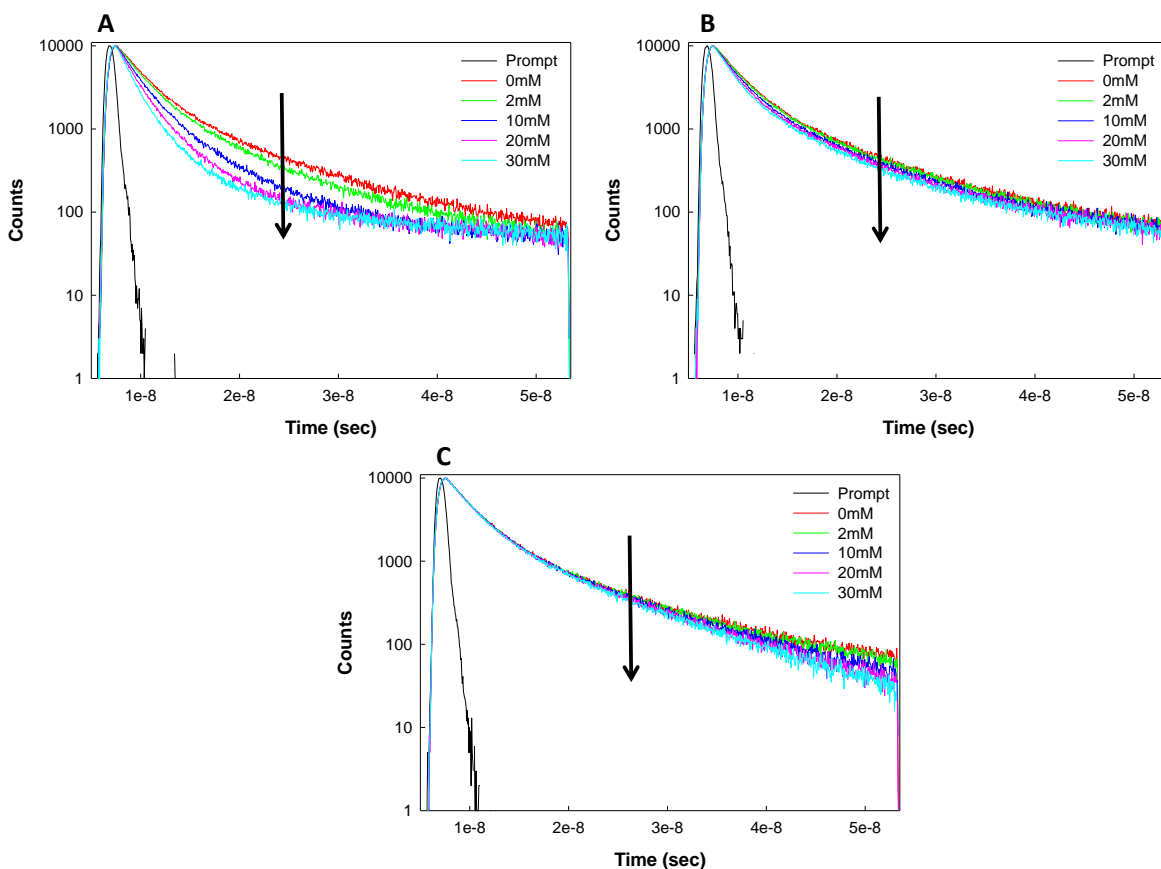 A
10000
1000
100
10
1
Counts
Prompt
0mM
2mM
10mM
20mM
30mM
1e-8
2e-8
3e-8
4e-8
5e-8
Time (sec)
B
10000
1000
100
10
1
Counts
Prompt
0mM
2mM
10mM
20mM
30mM
1e-8
2e-8
3e-8
4e-8
5e-8
Time (sec)
C
10000
1000
100
10
1
Counts
Prompt
0mM
2mM
10mM
20mM
30mM
1e-8
2e-8
3e-8
4e-8
5e-8
Time (sec)